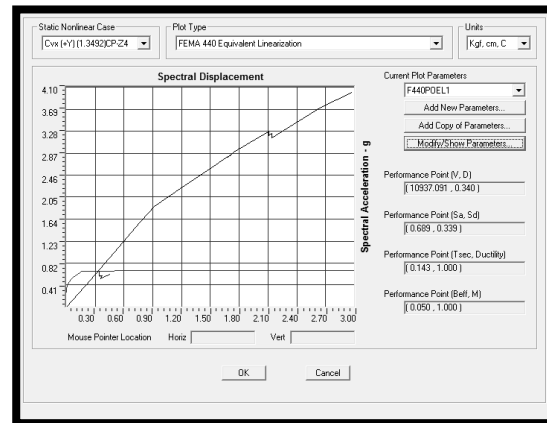 Static Nonlinear Case
Cvx (+Y) (1.3492)CP-Z4
Plot Type
FEMA 440 Equivalent Linearization
Units
Kgf, cm, C
Spectral Displacement
4.10
3.69
3.28
2.87
2.46
2.05
1.64
1.23
0.82
0.41
0.30 0.60 0.90 1.20 1.50 1.80 2.10 2.40 2.70 3.00
Spectral Acceleration - g
Mouse Pointer Location Horiz Vert
Current Plot Parameters
F440POEL1
Add New Parameters...
Add Copy of Parameters...
Modify/Show Parameters...
Performance Point (V, D)
( 10937.091 , 0.340 )
Performance Point (Sa, Sd)
( 0.689 , 0.339 )
Performance Point (Tsec, Ductility)
( 0.143 , 1.000 )
Performance Point (Beff, M)
( 0.050 , 1.000 )
OK Cancel